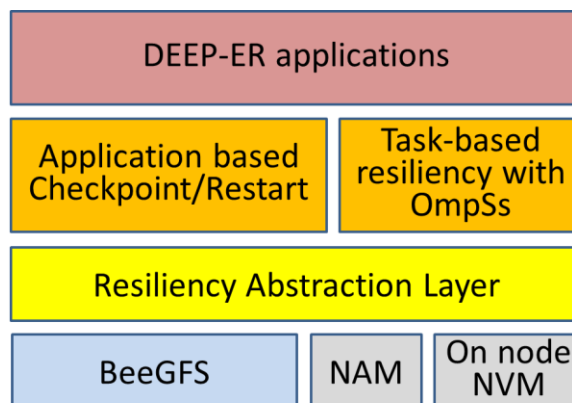 DEEP-ER applications
Application based
Checkpoint/Restart
Task-based
resiliency with
OmpSs
Resiliency Abstraction Layer
BeeGFS
NAM
On node
NVM